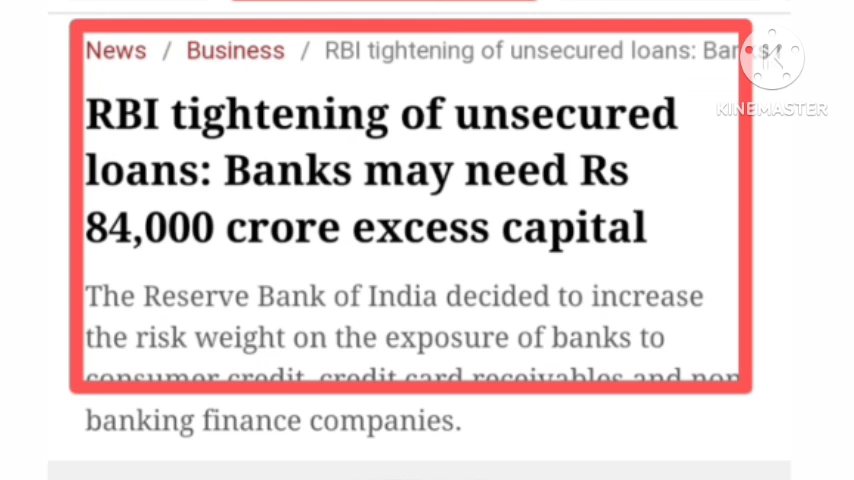 News / Business / RBI tightening of unsecured loans: Banks
KINEMASTER
RBI tightening of unsecured
loans: Banks may need Rs
84,000 crore excess capital
The Reserve Bank of India decided to increase
the risk weight on the exposure of banks to
consumer credit, credit card receivables and non
banking finance companies.